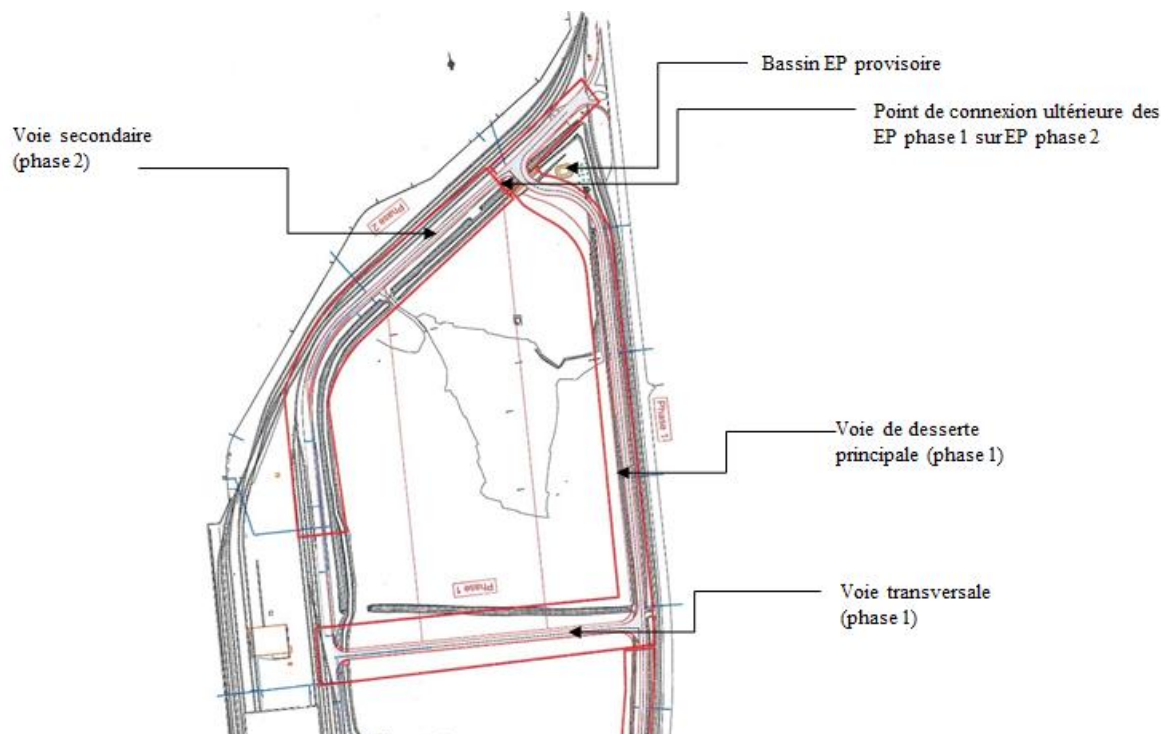 Bassin EP provisoire
Point de connexion ultérieure des
EP phase 1 sur EP phase 2
Voie secondaire
(phase 2)
Phase 2
Voie de desserte
principale (phase 1)
Phase 1
Phase 1
Voie transversale
(phase 1)